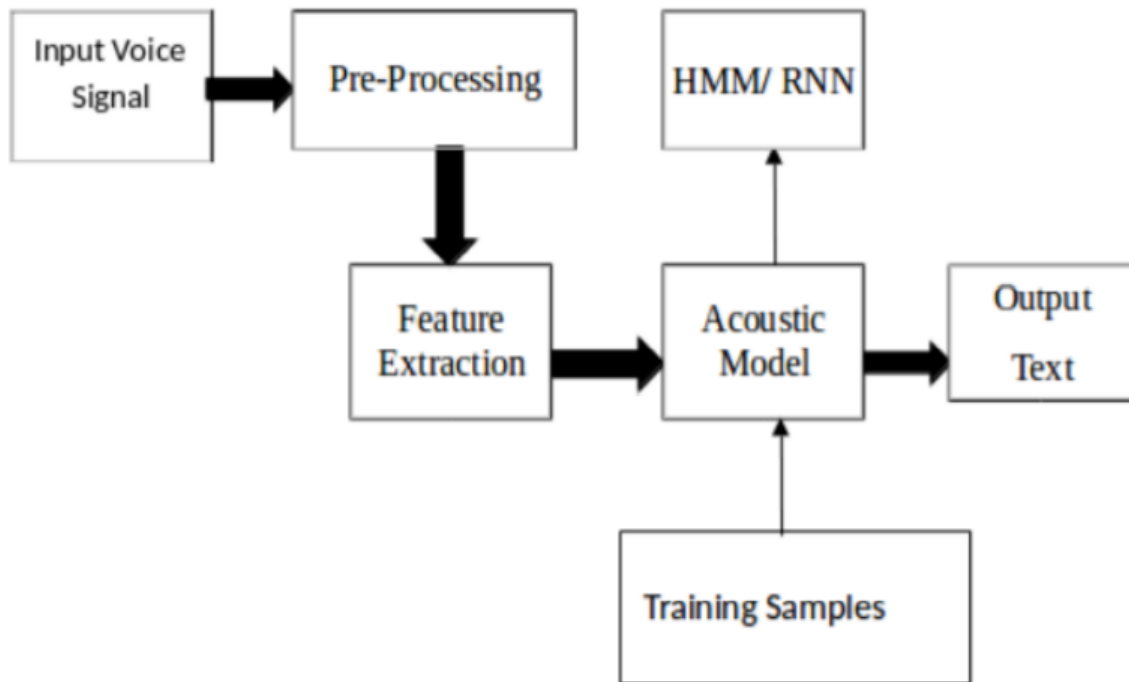 Input Voice
Signal
Pre-Processing
HMM/ RNN
Feature
Extraction
Acoustic
Model
Output
Text
Training Samples